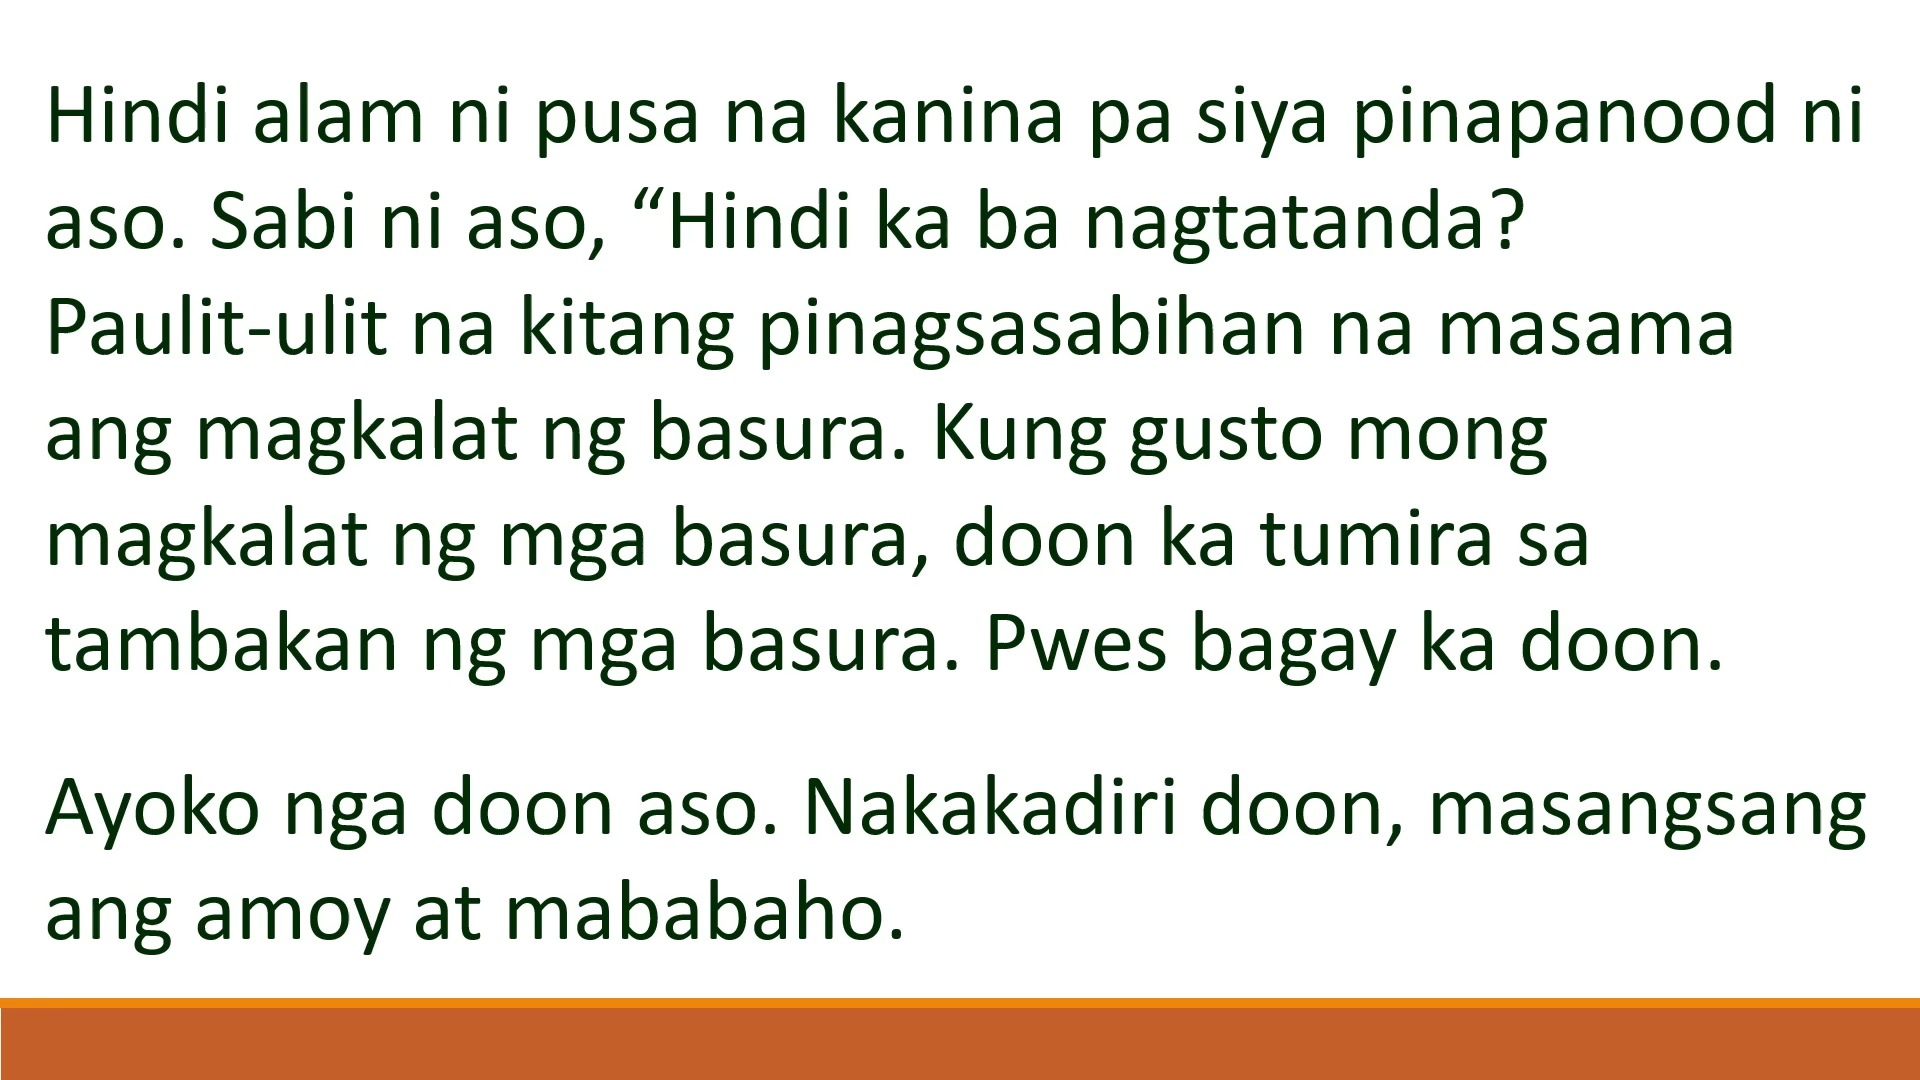 Hindi alam ni pusa na kanina pa siya pinapanood ni
aso. Sabi ni aso, “Hindi ka ba nagtatanda?
Paulit-ulit na kitang pinagsasabihan na masama
ang magkalat ng basura. Kung gusto mong
magkalat ng mga basura, doon ka tumira sa
tambakan ng mga basura. Pwes bagay ka doon.
Ayoko nga doon aso. Nakakadiri doon, masangsang
ang amoy at mababaho.